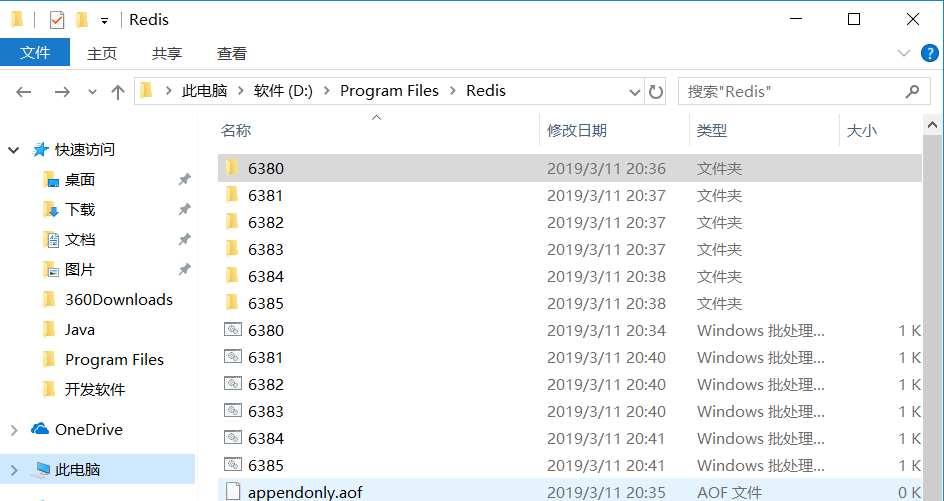 Redis
文件 主页 共享 查看
此电脑 软件 (D:) Program Files Redis 搜索"Redis"
名称 修改日期 类型 大小
快速访问
桌面
下载
文档
图片
360Downloads
Java
Program Files
开发软件
OneDrive
此电脑
6380 2019/3/11 20:36 文件夹
6381 2019/3/11 20:37 文件夹
6382 2019/3/11 20:37 文件夹
6383 2019/3/11 20:37 文件夹
6384 2019/3/11 20:38 文件夹
6385 2019/3/11 20:38 文件夹
6380 2019/3/11 20:34 Windows 批处理... 1 K
6381 2019/3/11 20:40 Windows 批处理... 1 K
6382 2019/3/11 20:40 Windows 批处理... 1 K
6383 2019/3/11 20:40 Windows 批处理... 1 K
6384 2019/3/11 20:41 Windows 批处理... 1 K
6385 2019/3/11 20:41 Windows 批处理... 1 K
appendonly.aof 2019/3/11 20:35 AOF 文件 0 K